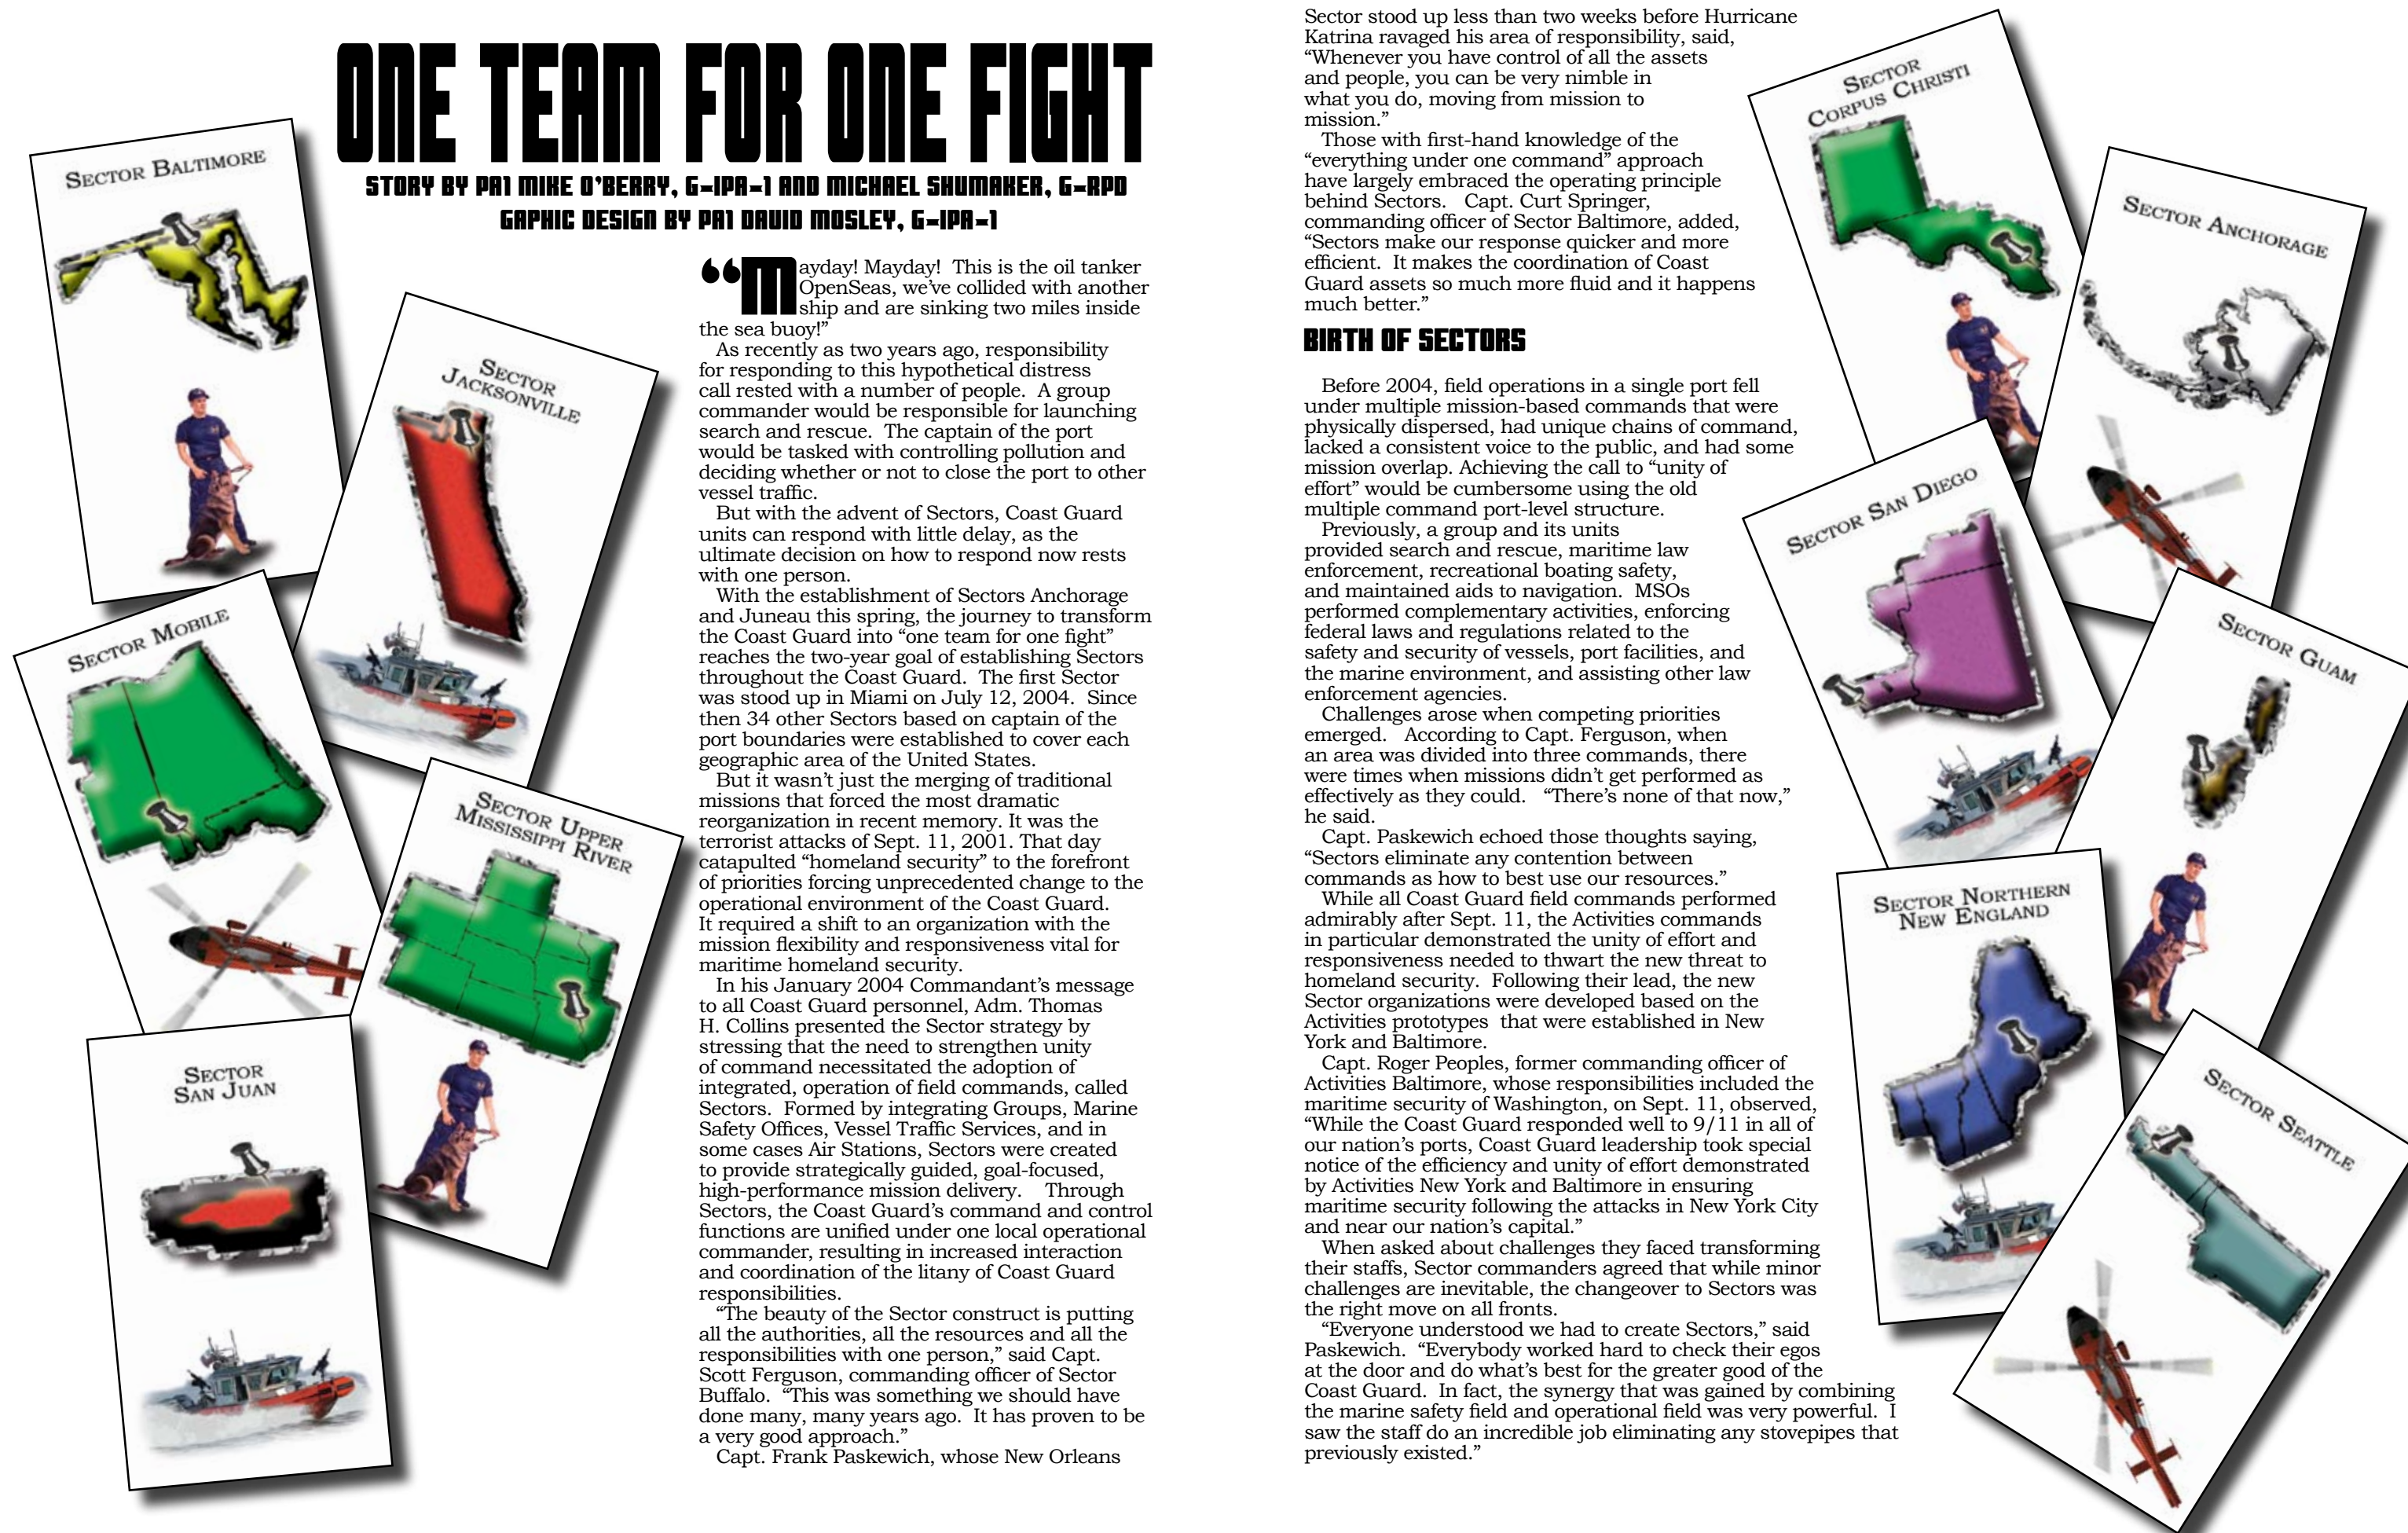 ONE TEAM FOR ONE FIGHT
STORY BY PA1 MIKE O'BERRY, G-IPA-1 AND MICHAEL SHUMAKER, G-RPD
GAPHIC DESIGN BY PA1 DAVID MOSLEY, G-IPA-1
SECTOR BALTIMORE
SECTOR
JACKSONVILLE
SECTOR MOBILE
SECTOR UPPER
MISSISSIPPI RIVER
SECTOR
SAN JUAN
“Mayday! Mayday!  This is the oil tanker
OpenSeas, we’ve collided with another
ship and are sinking two miles inside
the sea buoy!”
As recently as two years ago, responsibility
for responding to this hypothetical distress
call rested with a number of people.  A group
commander would be responsible for launching
search and rescue.  The captain of the port
would be tasked with controlling pollution and
deciding whether or not to close the port to other
vessel traffic.
But with the advent of Sectors, Coast Guard
units can respond with little delay, as the
ultimate decision on how to respond now rests
with one person.
With the establishment of Sectors Anchorage
and Juneau this spring, the journey to transform
the Coast Guard into “one team for one fight”
reaches the two-year goal of establishing Sectors
throughout the Coast Guard.  The first Sector
was stood up in Miami on July 12, 2004.  Since
then 34 other Sectors based on captain of the
port boundaries were established to cover each
geographic area of the United States.
But it wasn’t just the merging of traditional
missions that forced the most dramatic
reorganization in recent memory. It was the
terrorist attacks of Sept. 11, 2001. That day
catapulted “homeland security” to the forefront
of priorities forcing unprecedented change to the
operational environment of the Coast Guard.
It required a shift to an organization with the
mission flexibility and responsiveness vital for
maritime homeland security.
In his January 2004 Commandant’s message
to all Coast Guard personnel, Adm. Thomas
H. Collins presented the Sector strategy by
stressing that the need to strengthen unity
of command necessitated the adoption of
integrated, operation of field commands, called
Sectors.  Formed by integrating Groups, Marine
Safety Offices, Vessel Traffic Services, and in
some cases Air Stations, Sectors were created
to provide strategically guided, goal-focused,
high-performance mission delivery.   Through
Sectors, the Coast Guard’s command and control
functions are unified under one local operational
commander, resulting in increased interaction
and coordination of the litany of Coast Guard
responsibilities.
“The beauty of the Sector construct is putting
all the authorities, all the resources and all the
responsibilities with one person,” said Capt.
Scott Ferguson, commanding officer of Sector
Buffalo.  “This was something we should have
done many, many years ago.  It has proven to be
a very good approach.”
Capt. Frank Paskewich, whose New Orleans
Sector stood up less than two weeks before Hurricane
Katrina ravaged his area of responsibility, said,
“Whenever you have control of all the assets
and people, you can be very nimble in
what you do, moving from mission to
mission.”
Those with first-hand knowledge of the
“everything under one command” approach
have largely embraced the operating principle
behind Sectors.   Capt. Curt Springer,
commanding officer of Sector Baltimore, added,
“Sectors make our response quicker and more
efficient.  It makes the coordination of Coast
Guard assets so much more fluid and it happens
much better.”
BIRTH OF SECTORS
Before 2004, field operations in a single port fell
under multiple mission-based commands that were
physically dispersed, had unique chains of command,
lacked a consistent voice to the public, and had some
mission overlap. Achieving the call to “unity of
effort” would be cumbersome using the old
multiple command port-level structure.
Previously, a group and its units
provided search and rescue, maritime law
enforcement, recreational boating safety,
and maintained aids to navigation.  MSOs
performed complementary activities, enforcing
federal laws and regulations related to the
safety and security of vessels, port facilities, and
the marine environment, and assisting other law
enforcement agencies.
Challenges arose when competing priorities
emerged.   According to Capt. Ferguson, when
an area was divided into three commands, there
were times when missions didn’t get performed as
effectively as they could.   “There’s none of that now,”
he said.
Capt. Paskewich echoed those thoughts saying,
“Sectors eliminate any contention between
commands as how to best use our resources.”
While all Coast Guard field commands performed
admirably after Sept. 11, the Activities commands
in particular demonstrated the unity of effort and
responsiveness needed to thwart the new threat to
homeland security.  Following their lead, the new
Sector organizations were developed based on the
Activities prototypes  that were established in New
York and Baltimore.
Capt. Roger Peoples, former commanding officer of
Activities Baltimore, whose responsibilities included the
maritime security of Washington, on Sept. 11, observed,
“While the Coast Guard responded well to 9/11 in all of
our nation’s ports, Coast Guard leadership took special
notice of the efficiency and unity of effort demonstrated
by Activities New York and Baltimore in ensuring
maritime security following the attacks in New York City
and near our nation’s capital.”
When asked about challenges they faced transforming
their staffs, Sector commanders agreed that while minor
challenges are inevitable, the changeover to Sectors was
the right move on all fronts.
“Everyone understood we had to create Sectors,” said
Paskewich.  “Everybody worked hard to check their egos
at the door and do what’s best for the greater good of the
Coast Guard.  In fact, the synergy that was gained by combining
the marine safety field and operational field was very powerful.  I
saw the staff do an incredible job eliminating any stovepipes that
previously existed.”
SECTOR
CORPUS CHRISTI
SECTOR ANCHORAGE
SECTOR SAN DIEGO
SECTOR GUAM
SECTOR NORTHERN
NEW ENGLAND
SECTOR SEATTLE